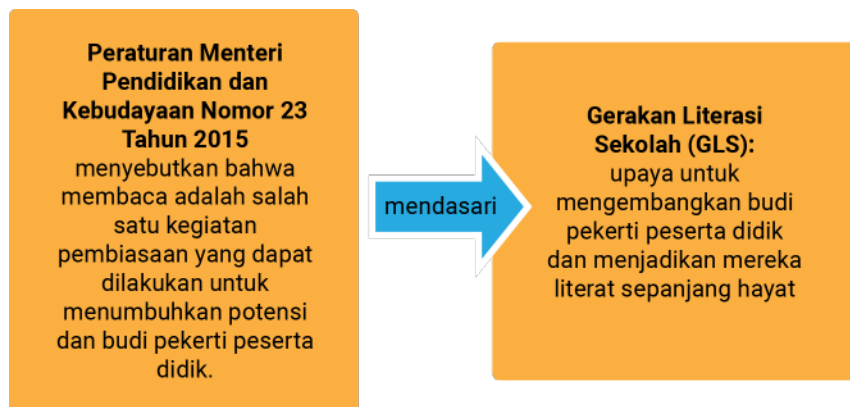 Peraturan Menteri
Pendidikan dan
Kebudayaan Nomor 23
Tahun 2015
menyebutkan bahwa
membaca adalah salah
satu kegiatan
pembiasaan yang dapat
dilakukan untuk
menumbuhkan potensi
dan budi pekerti peserta
didik.
mendasari
Gerakan Literasi
Sekolah (GLS):
upaya untuk
mengembangkan budi
pekerti peserta didik
dan menjadikan mereka
literat sepanjang hayat